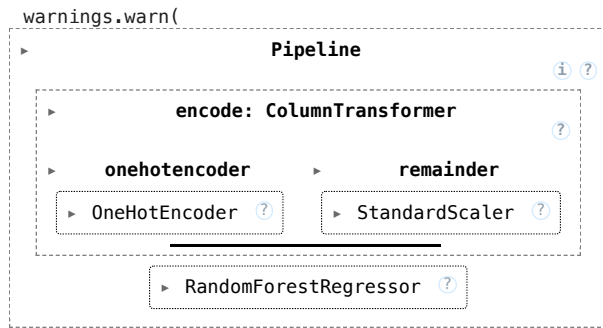 warnings.warn(
▸ Pipeline
i ?
▸ encode: ColumnTransformer
?
▸ onehotencoder ▸ remainder
▸ OneHotEncoder ? ▸ StandardScaler ?
▸ RandomForestRegressor ?